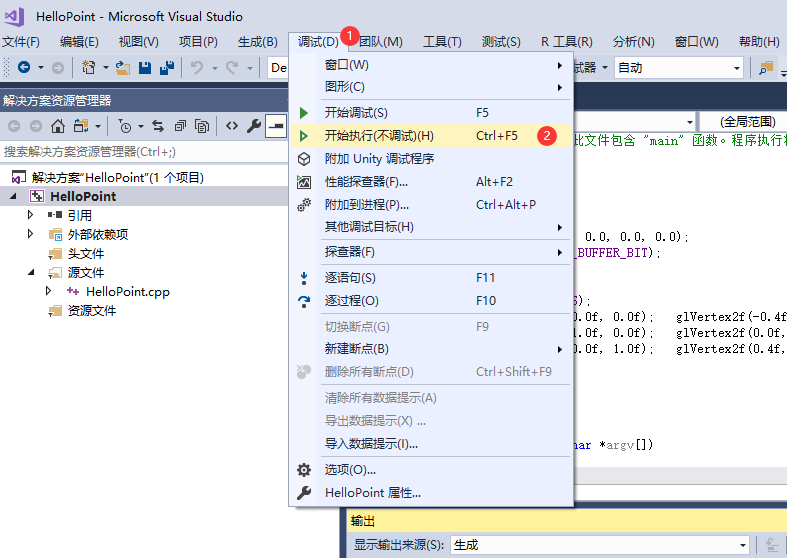 HelloPoint - Microsoft Visual Studio
文件(F) 编辑(E) 视图(V) 项目(P) 生成(B) 调试(D) 1 团队(M) 工具(T) 测试(S) R 工具(R) 分析(N) 窗口(W) 帮助(H)
De
试器 自动
解决方案资源管理器
搜索解决方案资源管理器(Ctrl+;)
解决方案"HelloPoint"(1 个项目)
HelloPoint
引用
外部依赖项
头文件
源文件
HelloPoint.cpp
资源文件
窗口(W)
图形(C)
开始调试(S) F5
开始执行(不调试)(H) Ctrl+F5 2
附加 Unity 调试程序
性能探查器(F)... Alt+F2
附加到进程(P)... Ctrl+Alt+P
其他调试目标(H)
探查器(F)
逐语句(S) F11
逐过程(O) F10
切换断点(G) F9
新建断点(B)
删除所有断点(D) Ctrl+Shift+F9
清除所有数据提示(A)
导出数据提示(X) ...
导入数据提示(I)...
选项(O)...
HelloPoint 属性...
(全局范围)
此文件包含 "main" 函数。程序执行将
0.0, 0.0, 0.0);
_BUFFER_BIT);
);
.0f, 0.0f); glVertex2f(-0.4f
1.0f, 0.0f); glVertex2f(0.0f,
0.0f, 1.0f); glVertex2f(0.4f,
har *argv[])
输出
显示输出来源(S): 生成